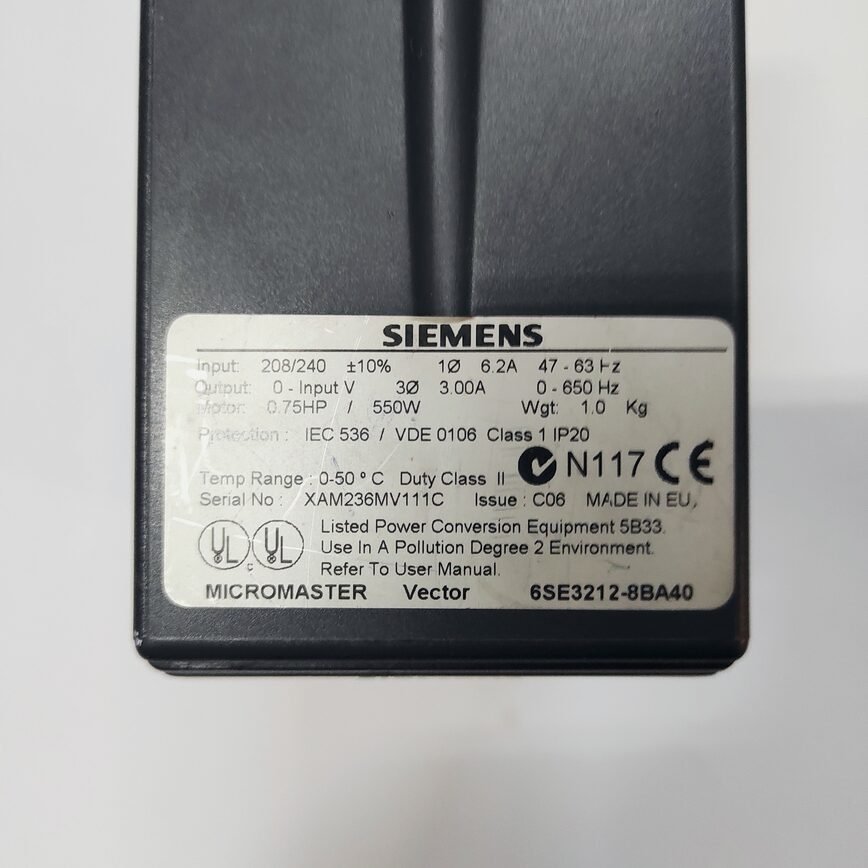 SIEMENS
Input: 208/240 ±10% 1Ø 6.2A 47 - 63 Hz
Output: 0 - Input V 3Ø 3.00A 0 - 650 Hz
Motor: 0.75HP / 550W Wgt: 1.0 Kg
Protection : IEC 536 / VDE 0106 Class 1 IP20
N117 CE
Temp Range : 0-50 ° C Duty Class II
Serial No : XAM236MV111C Issue : C06 MADE IN EU,
UL c UL
Listed Power Conversion Equipment 5B33.
Use In A Pollution Degree 2 Environment.
Refer To User Manual.
MICROMASTER Vector 6SE3212-8BA40